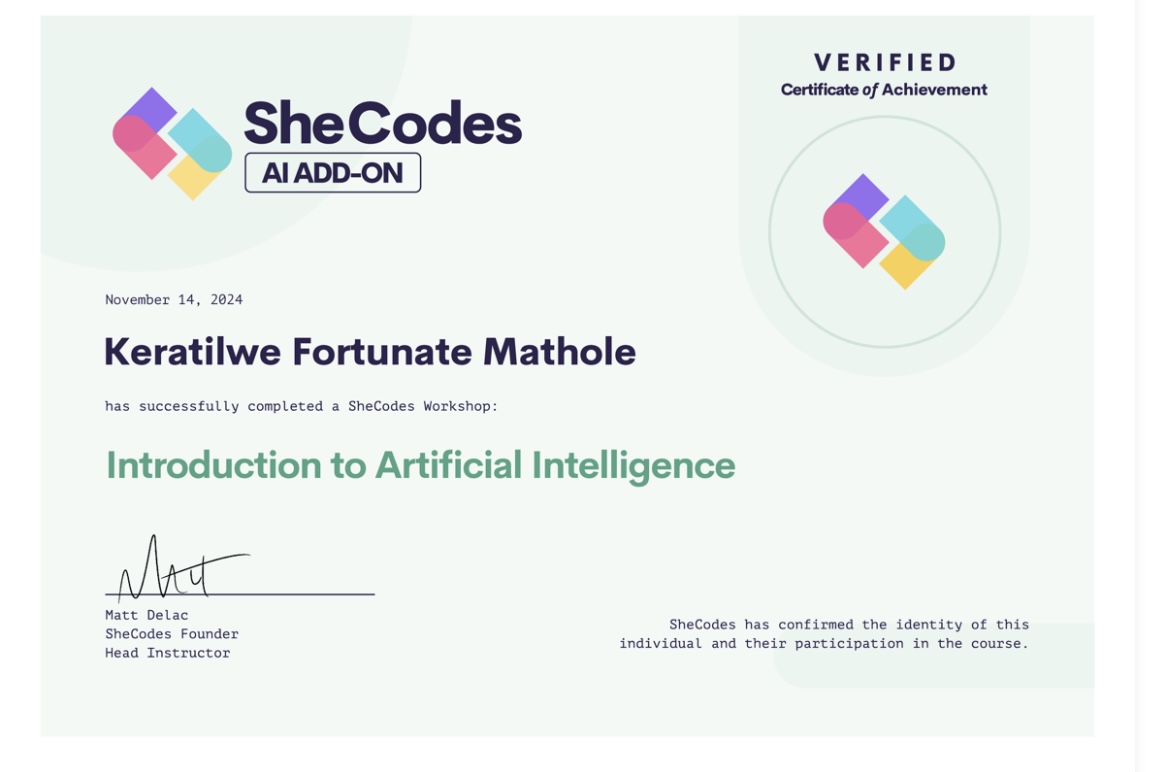 SheCodes
AI ADD-ON
VERIFIED
Certificate of Achievement
November 14, 2024
Keratilwe Fortunate Mathole
has successfully completed a SheCodes Workshop:
Introduction to Artificial Intelligence
Matt
Matt Delac
SheCodes Founder
Head Instructor
SheCodes has confirmed the identity of this
individual and their participation in the course.